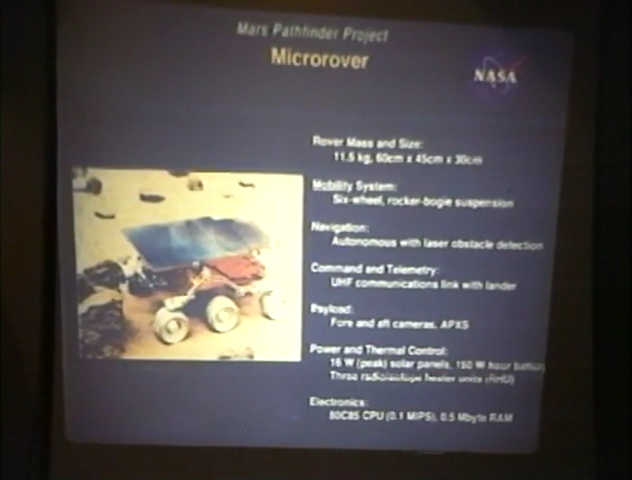 Mars Pathfinder Project
Microrover
NASA
Rover Mass and Size:
11.5 kg, 60cm x 45cm x 30cm
Mobility System:
Six-wheel, rocker-bogie suspension
Navigation:
Autonomous with laser obstacle detection
Command and Telemetry:
UHF communications link with lander
Payload:
Fore and aft cameras, APXS
Power and Thermal Control:
16 W (peak) solar panels, 150 W hour battery
Three radioisotope heater units (RHU)
Electronics:
80C85 CPU (0.1 MIPS), 0.5 Mbyte RAM